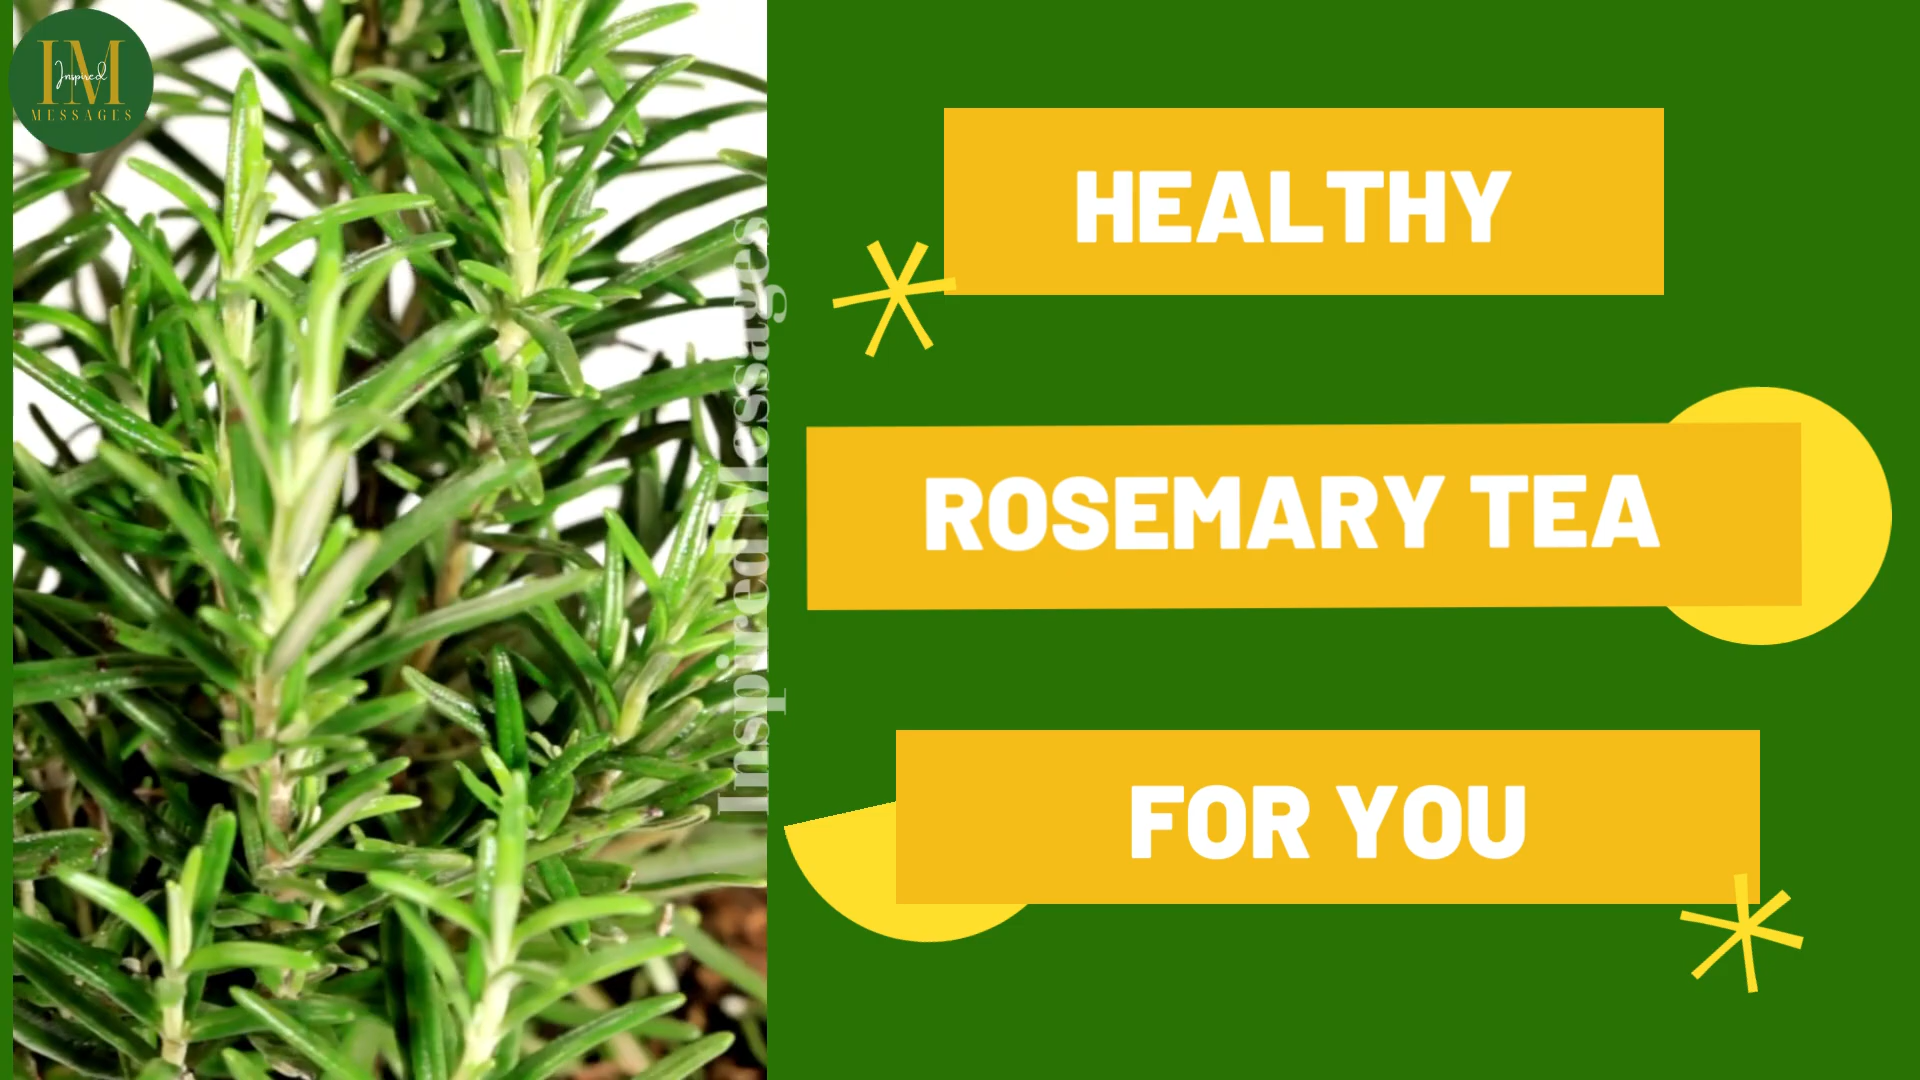 IM
Inspired
MESSAGES
Inspired Messages
HEALTHY
ROSEMARY TEA
FOR YOU